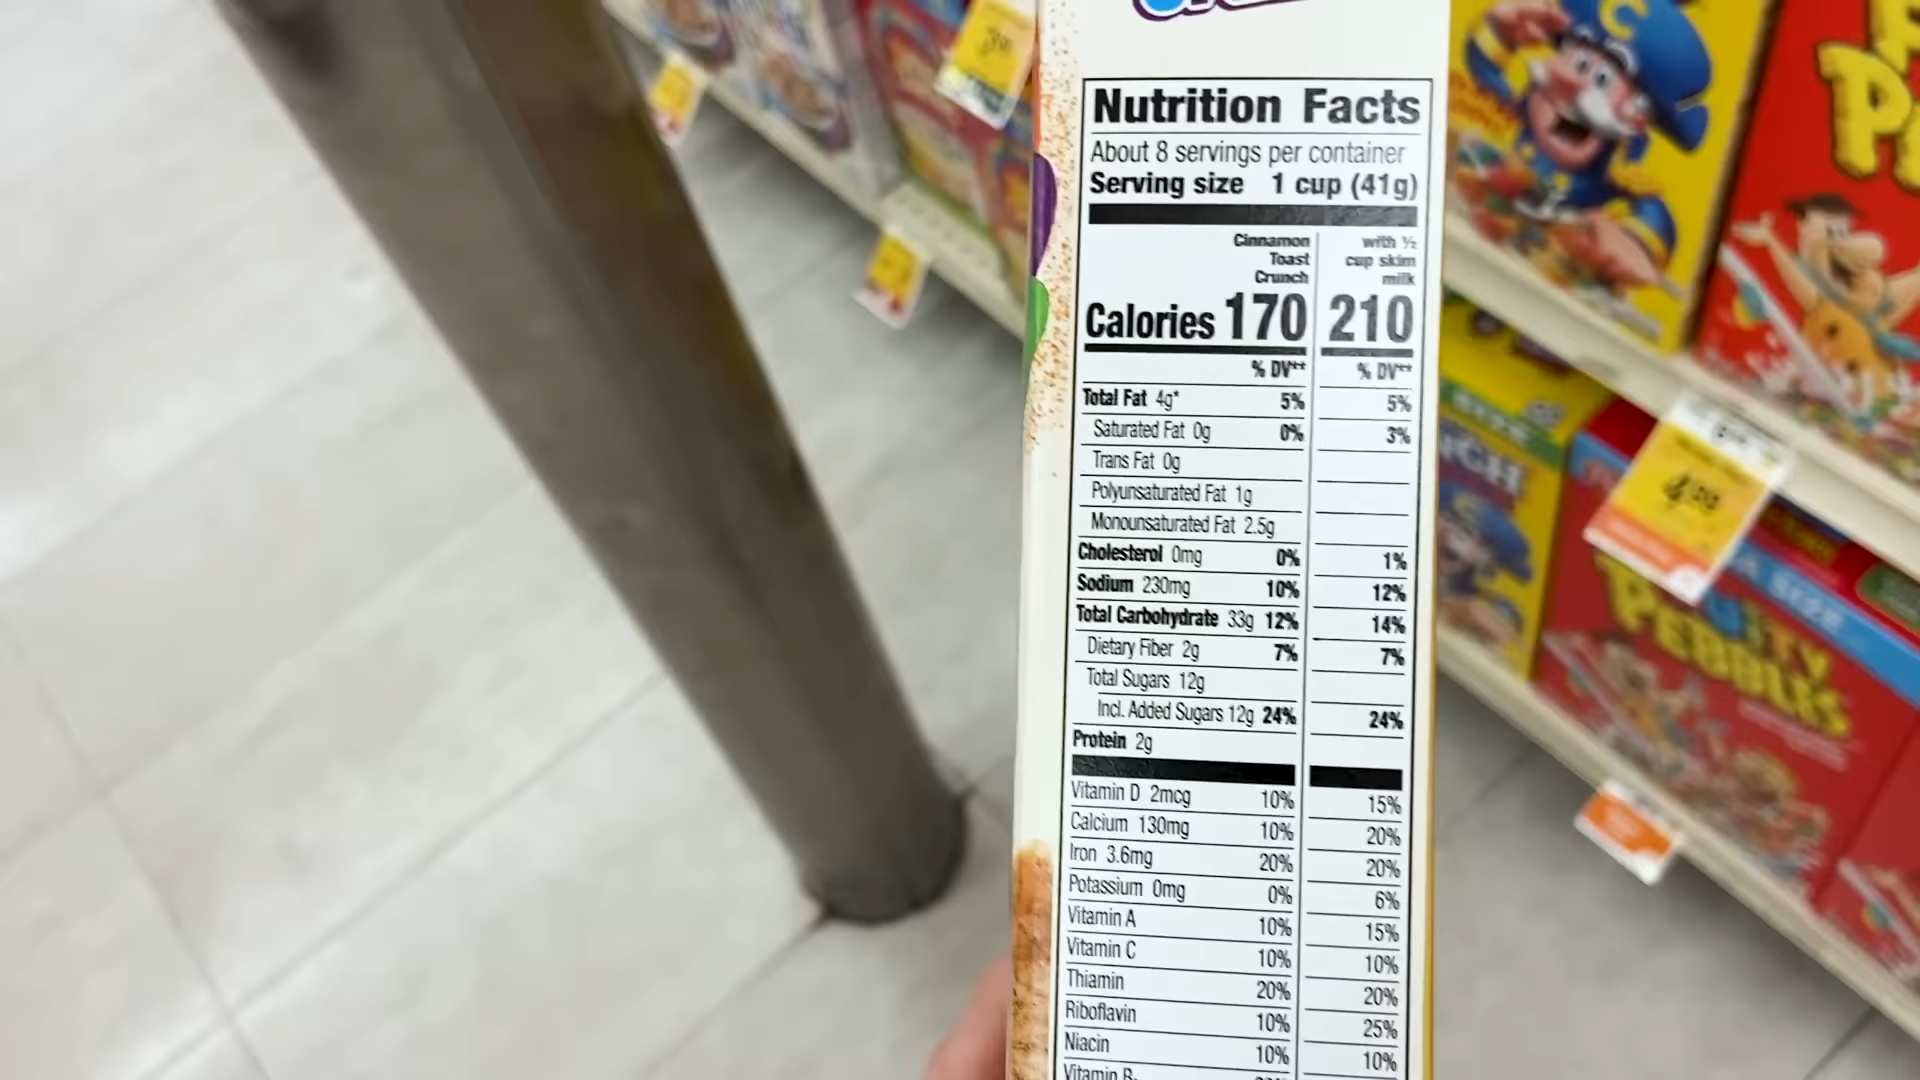 Nutrition Facts
About 8 servings per container
Serving size 1 cup (41g)
Cinnamon Toast Crunch
with ½ cup skim milk
Calories 170 210
% DV** % DV**
Total Fat 4g* 5% 5%
Saturated Fat 0g 0% 3%
Trans Fat 0g
Polyunsaturated Fat 1g
Monounsaturated Fat 2.5g
Cholesterol 0mg 0% 1%
Sodium 230mg 10% 12%
Total Carbohydrate 33g 12% 14%
Dietary Fiber 2g 7% 7%
Total Sugars 12g
Incl. Added Sugars 12g 24% 24%
Protein 2g
Vitamin D 2mcg 10% 15%
Calcium 130mg 10% 20%
Iron 3.6mg 20% 20%
Potassium 0mg 0% 6%
Vitamin A 10% 15%
Vitamin C 10% 10%
Thiamin 20% 20%
Riboflavin 10% 25%
Niacin 10% 10%
PEBBLES
SIZE